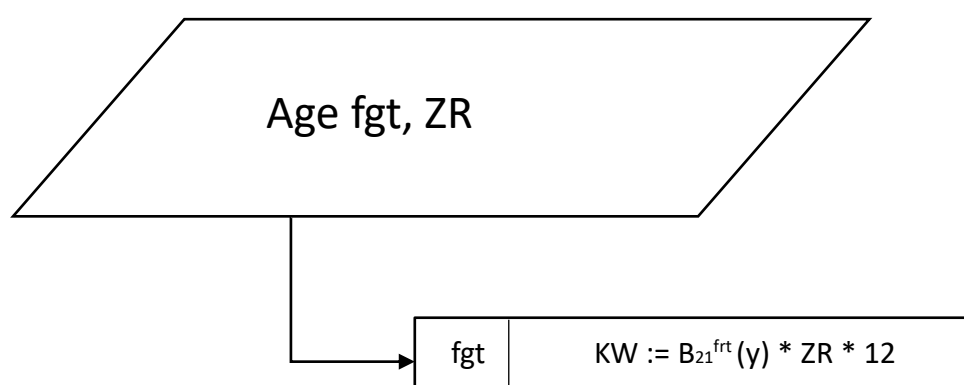 Age fgt, ZR
fgt KW := B₂₁ᶠʳᵗ (y) * ZR * 12